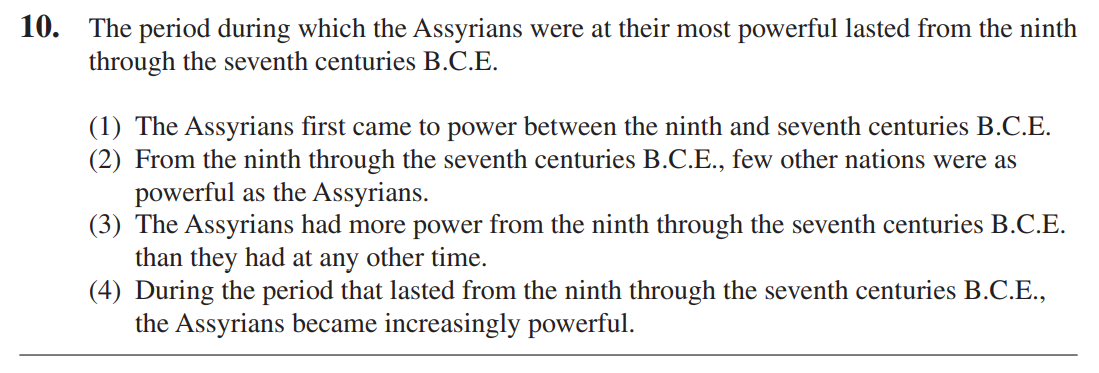 10. The period during which the Assyrians were at their most powerful lasted from the ninth
through the seventh centuries B.C.E.
(1) The Assyrians first came to power between the ninth and seventh centuries B.C.E.
(2) From the ninth through the seventh centuries B.C.E., few other nations were as
powerful as the Assyrians.
(3) The Assyrians had more power from the ninth through the seventh centuries B.C.E.
than they had at any other time.
(4) During the period that lasted from the ninth through the seventh centuries B.C.E.,
the Assyrians became increasingly powerful.